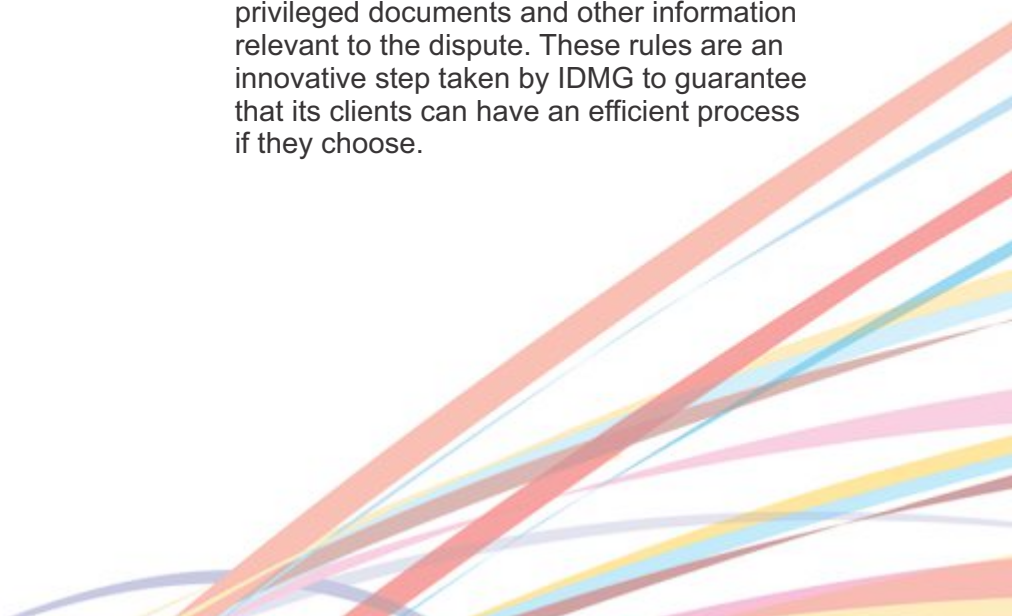 privileged documents and other information
relevant to the dispute. These rules are an
innovative step taken by IDMG to guarantee
that its clients can have an efficient process
if they choose.